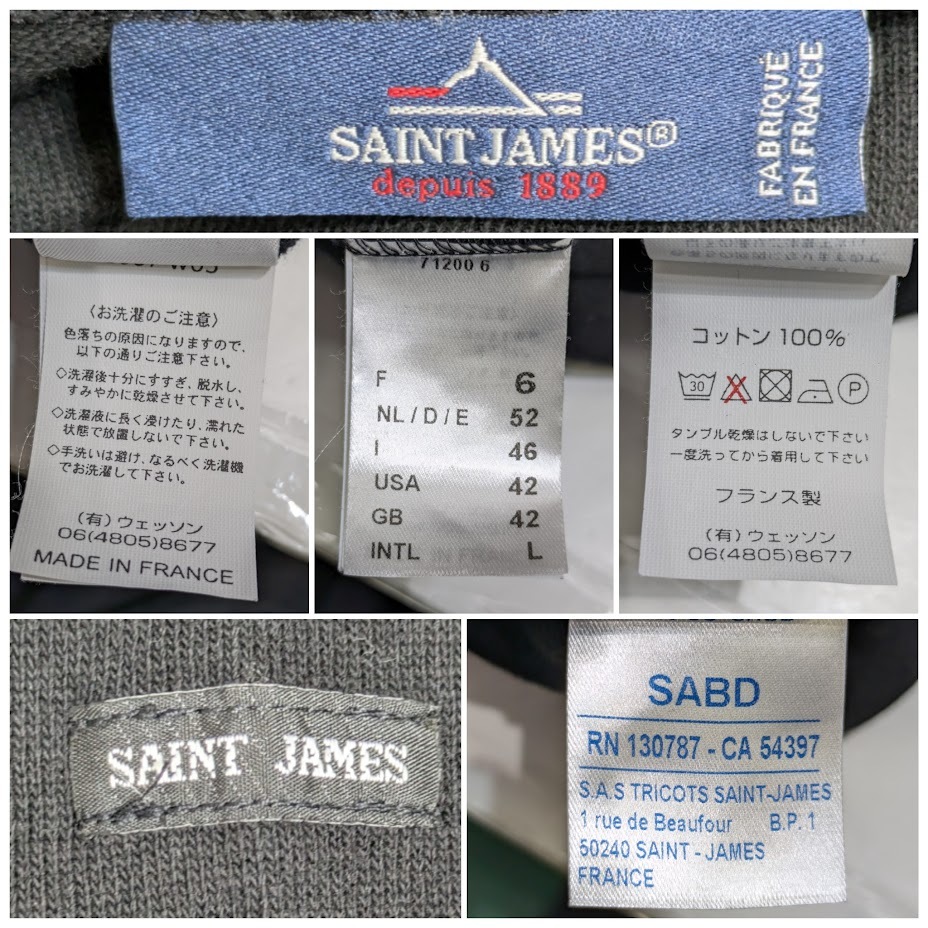 SAINT JAMES®
depuis 1889
FABRIQUÉ
EN FRANCE
〈お洗濯のご注意〉
色落ちの原因になりますので、
以下の通りご注意下さい。
◇洗濯後十分にすすぎ、脱水し、
すみやかに乾燥させて下さい。
◇洗濯液に長く浸けたり、濡れた
状態で放置しないで下さい。
◇手洗いは避け、なるべく洗濯機
でお洗濯して下さい。
(有)ウェッソン
06(4805)8677
MADE IN FRANCE
71200 6
F 6
NL/D/E 52
I 46
USA 42
GB 42
INTL L
コットン100%
30
P
タンブル乾燥はしないで下さい
一度洗ってから着用して下さい
フランス製
(有)ウェッソン
06(4805)8677
SAINT JAMES
SABD
RN 130787 - CA 54397
S.A.S TRICOTS SAINT-JAMES
1 rue de Beaufour B.P. 1
50240 SAINT - JAMES
FRANCE